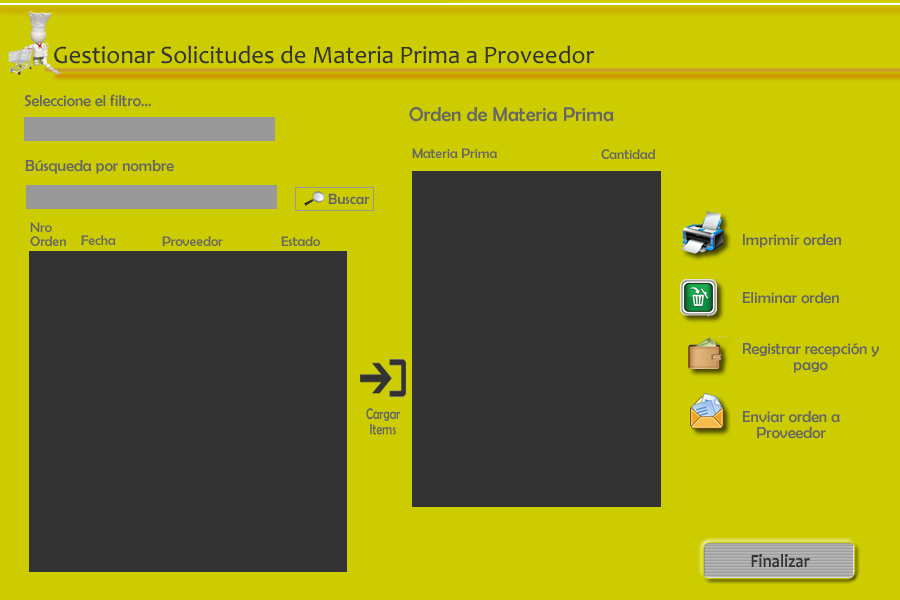 Gestionar Solicitudes de Materia Prima a Proveedor
Seleccione el filtro...
Búsqueda por nombre
Buscar
Nro
Orden
Fecha
Proveedor
Estado
Cargar
Items
Orden de Materia Prima
Materia Prima
Cantidad
Imprimir orden
Eliminar orden
Registrar recepción y
pago
Enviar orden a
Proveedor
Finalizar